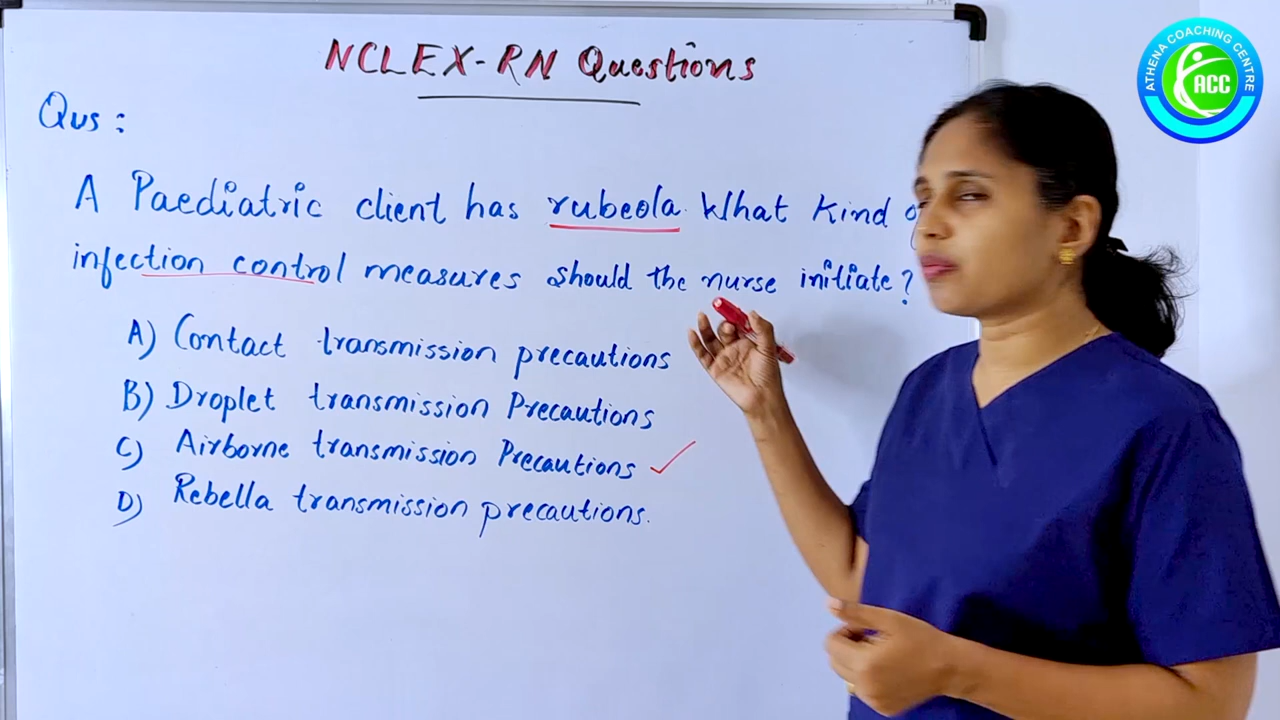 NCLEX-RN Questions
Qus :
A Paediatric client has rubeola. What kind
infection control measures should the nurse initiate?
A) Contact transmission precautions
B) Droplet transmission Precautions
C) Airborne transmission Precautions
D) Rebella transmission precautions.
ATHENA COACHING CENTRE
ACC